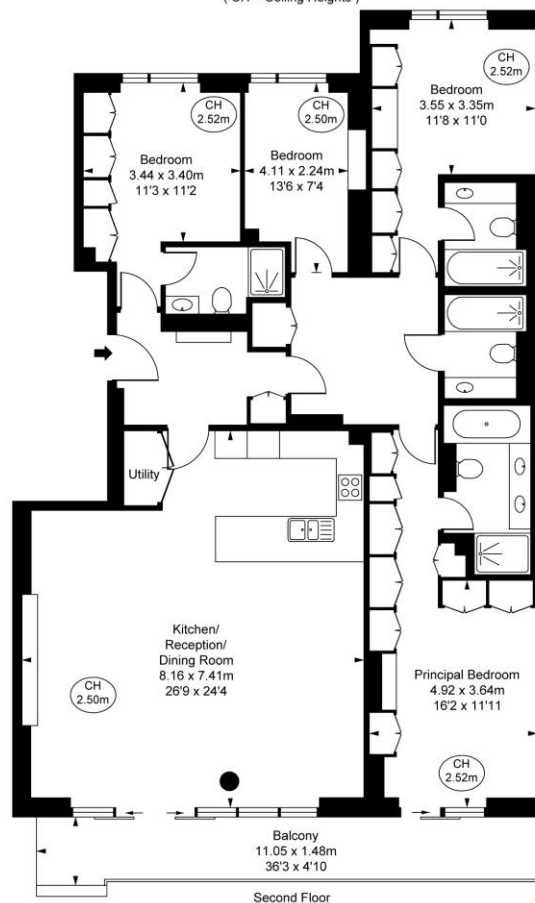 ( CH = Ceiling Heights )
CH
2.52m
Bedroom
3.55 x 3.35m
11'8 x 11'0
CH
2.52m
Bedroom
3.44 x 3.40m
11'3 x 11'2
CH
2.50m
Bedroom
4.11 x 2.24m
13'6 x 7'4
Utility
Kitchen/
Reception/
Dining Room
8.16 x 7.41m
26'9 x 24'4
CH
2.50m
Principal Bedroom
4.92 x 3.64m
16'2 x 11'11
CH
2.52m
Balcony
11.05 x 1.48m
36'3 x 4'10
Second Floor